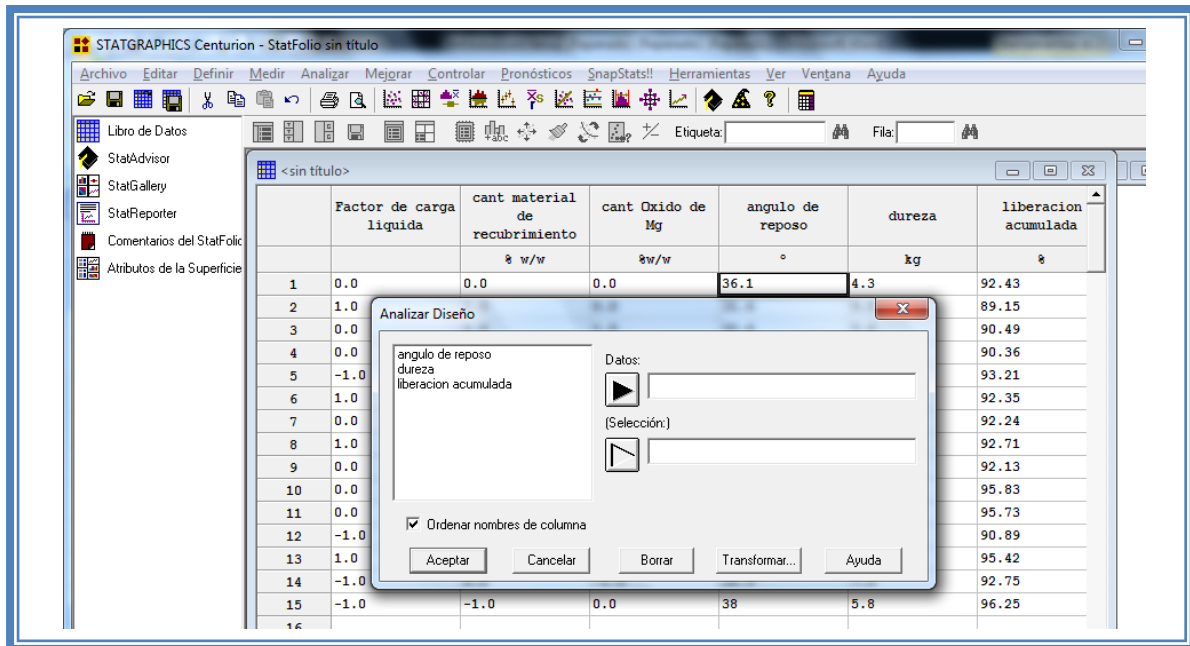 STATGRAPHICS Centurion - StatFolio sin título
Archivo Editar Definir Medir Analizar Mejorar Controlar Pronósticos SnapStats!! Herramientas Ver Ventana Ayuda
Etiqueta: Fila:
Libro de Datos
StatAdvisor
StatGallery
StatReporter
Comentarios del StatFolio
Atributos de la Superficie
<sin título>
Factor de carga liquida
cant material de recubrimiento
cant Oxido de Mg
angulo de reposo
dureza
liberacion acumulada
% w/w %w/w ° kg %
1 0.0 0.0 0.0 36.1 4.3 92.43
2 1.0 89.15
3 0.0 90.49
4 0.0 90.36
5 -1.0 93.21
6 1.0 92.35
7 0.0 92.24
8 1.0 92.71
9 0.0 92.13
10 0.0 95.83
11 0.0 95.73
12 -1.0 90.89
13 1.0 95.42
14 -1.0 92.75
15 -1.0 -1.0 0.0 38 5.8 96.25
16
Analizar Diseño
angulo de reposo
dureza
liberacion acumulada
Datos:
(Selección:)
Ordenar nombres de columna
Aceptar Cancelar Borrar Transformar... Ayuda